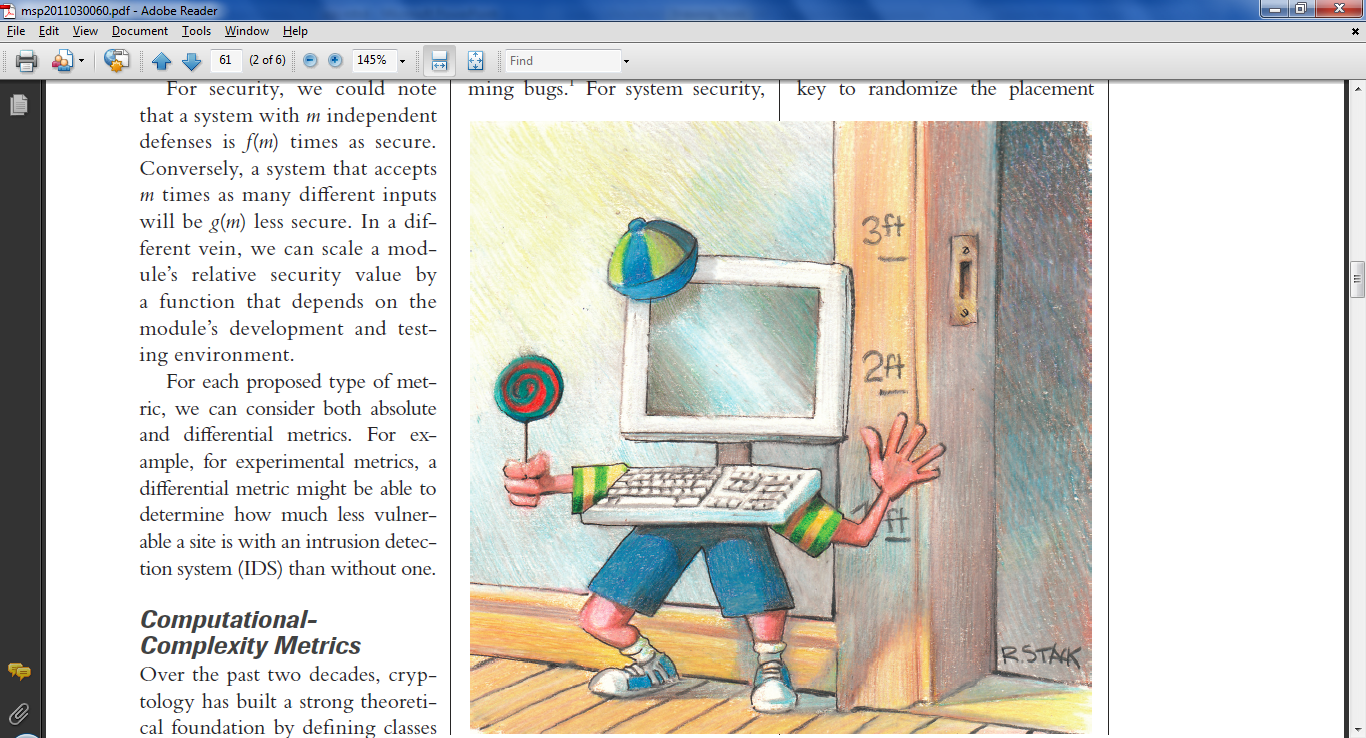 msp2011030060.pdf - Adobe Reader
File Edit View Document Tools Window Help
61 (2 of 6) 145% Find
For security, we could note
that a system with m independent
defenses is f(m) times as secure.
Conversely, a system that accepts
m times as many different inputs
will be g(m) less secure. In a dif-
ferent vein, we can scale a mod-
ule's relative security value by
a function that depends on the
module's development and test-
ing environment.
For each proposed type of met-
ric, we can consider both absolute
and differential metrics. For ex-
ample, for experimental metrics, a
differential metric might be able to
determine how much less vulner-
able a site is with an intrusion detec-
tion system (IDS) than without one.
Computational-
Complexity Metrics
Over the past two decades, cryp-
tology has built a strong theoreti-
cal foundation by defining classes
ming bugs.¹ For system security,
key to randomize the placement
3ft
2ft
ft
R.STACK